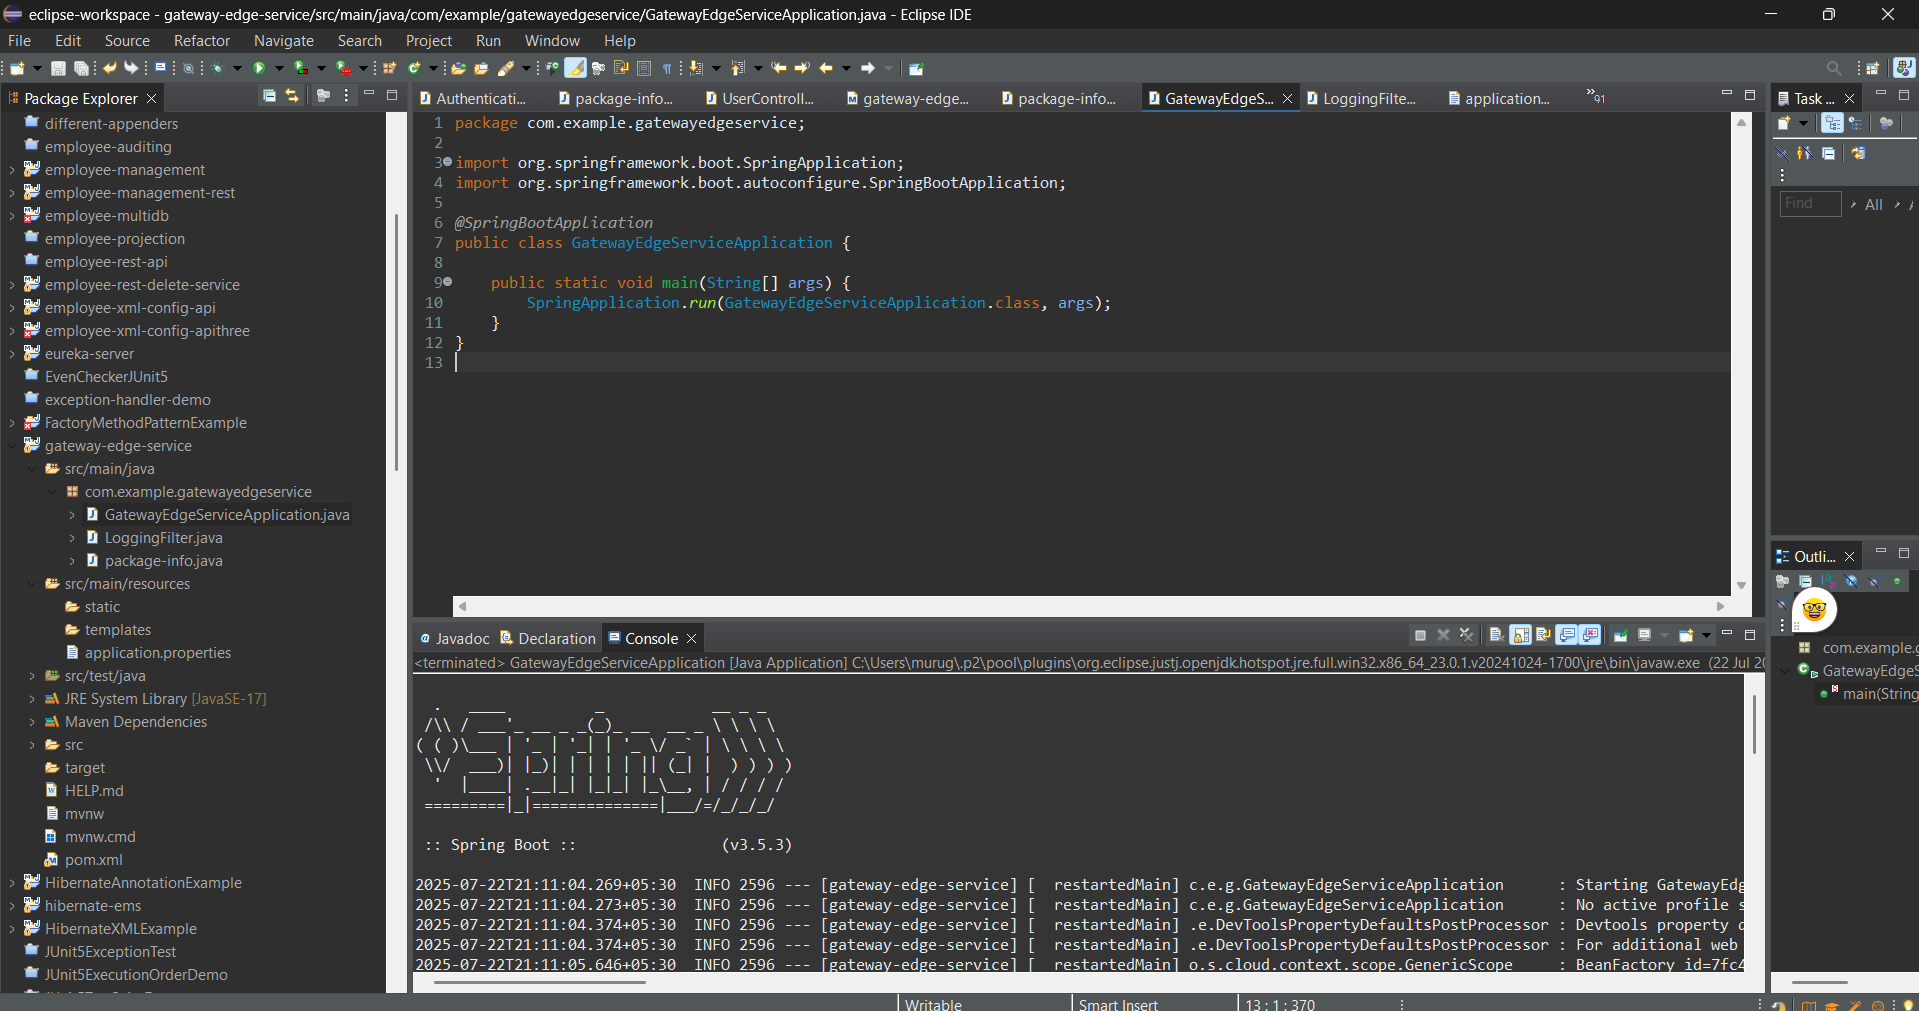 eclipse-workspace - gateway-edge-service/src/main/java/com/example/gatewayedgeservice/GatewayEdgeServiceApplication.java - Eclipse IDE
File Edit Source Refactor Navigate Search Project Run Window Help
Package Explorer
different-appenders
employee-auditing
employee-management
employee-management-rest
employee-multidb
employee-projection
employee-rest-api
employee-rest-delete-service
employee-xml-config-api
employee-xml-config-apithree
eureka-server
EvenCheckerJUnit5
exception-handler-demo
FactoryMethodPatternExample
gateway-edge-service
src/main/java
com.example.gatewayedgeservice
GatewayEdgeServiceApplication.java
LoggingFilter.java
package-info.java
src/main/resources
static
templates
application.properties
src/test/java
JRE System Library [JavaSE-17]
Maven Dependencies
src
target
HELP.md
mvnw
mvnw.cmd
pom.xml
HibernateAnnotationExample
hibernate-ems
HibernateXMLExample
JUnit5ExceptionTest
JUnit5ExecutionOrderDemo
Authenticati... package-info... UserControll... gateway-edge... package-info... GatewayEdgeS... LoggingFilte... application... »91
1 package com.example.gatewayedgeservice;
2
3 import org.springframework.boot.SpringApplication;
4 import org.springframework.boot.autoconfigure.SpringBootApplication;
5
6 @SpringBootApplication
7 public class GatewayEdgeServiceApplication {
8
9 public static void main(String[] args) {
10 SpringApplication.run(GatewayEdgeServiceApplication.class, args);
11 }
12 }
13
Javadoc Declaration Console
<terminated> GatewayEdgeServiceApplication [Java Application] C:\Users\murug\.p2\pool\plugins\org.eclipse.justj.openjdk.hotspot.jre.full.win32.x86_64_23.0.1.v20241024-1700\jre\bin\javaw.exe (22 Jul 20
Spring
:: Spring Boot :: (v3.5.3)
2025-07-22T21:11:04.269+05:30 INFO 2596 --- [gateway-edge-service] [ restartedMain] c.e.g.GatewayEdgeServiceApplication : Starting GatewayEdg
2025-07-22T21:11:04.273+05:30 INFO 2596 --- [gateway-edge-service] [ restartedMain] c.e.g.GatewayEdgeServiceApplication : No active profile s
2025-07-22T21:11:04.374+05:30 INFO 2596 --- [gateway-edge-service] [ restartedMain] .e.DevToolsPropertyDefaultsPostProcessor : Devtools property d
2025-07-22T21:11:04.374+05:30 INFO 2596 --- [gateway-edge-service] [ restartedMain] .e.DevToolsPropertyDefaultsPostProcessor : For additional web
2025-07-22T21:11:05.646+05:30 INFO 2596 --- [gateway-edge-service] [ restartedMain] o.s.cloud.context.scope.GenericScope : BeanFactory id=7fc4
Task ...
Find All
Outli...
com.example.g
GatewayEdgeS
main(String
Writable Smart Insert 13 : 1 : 370